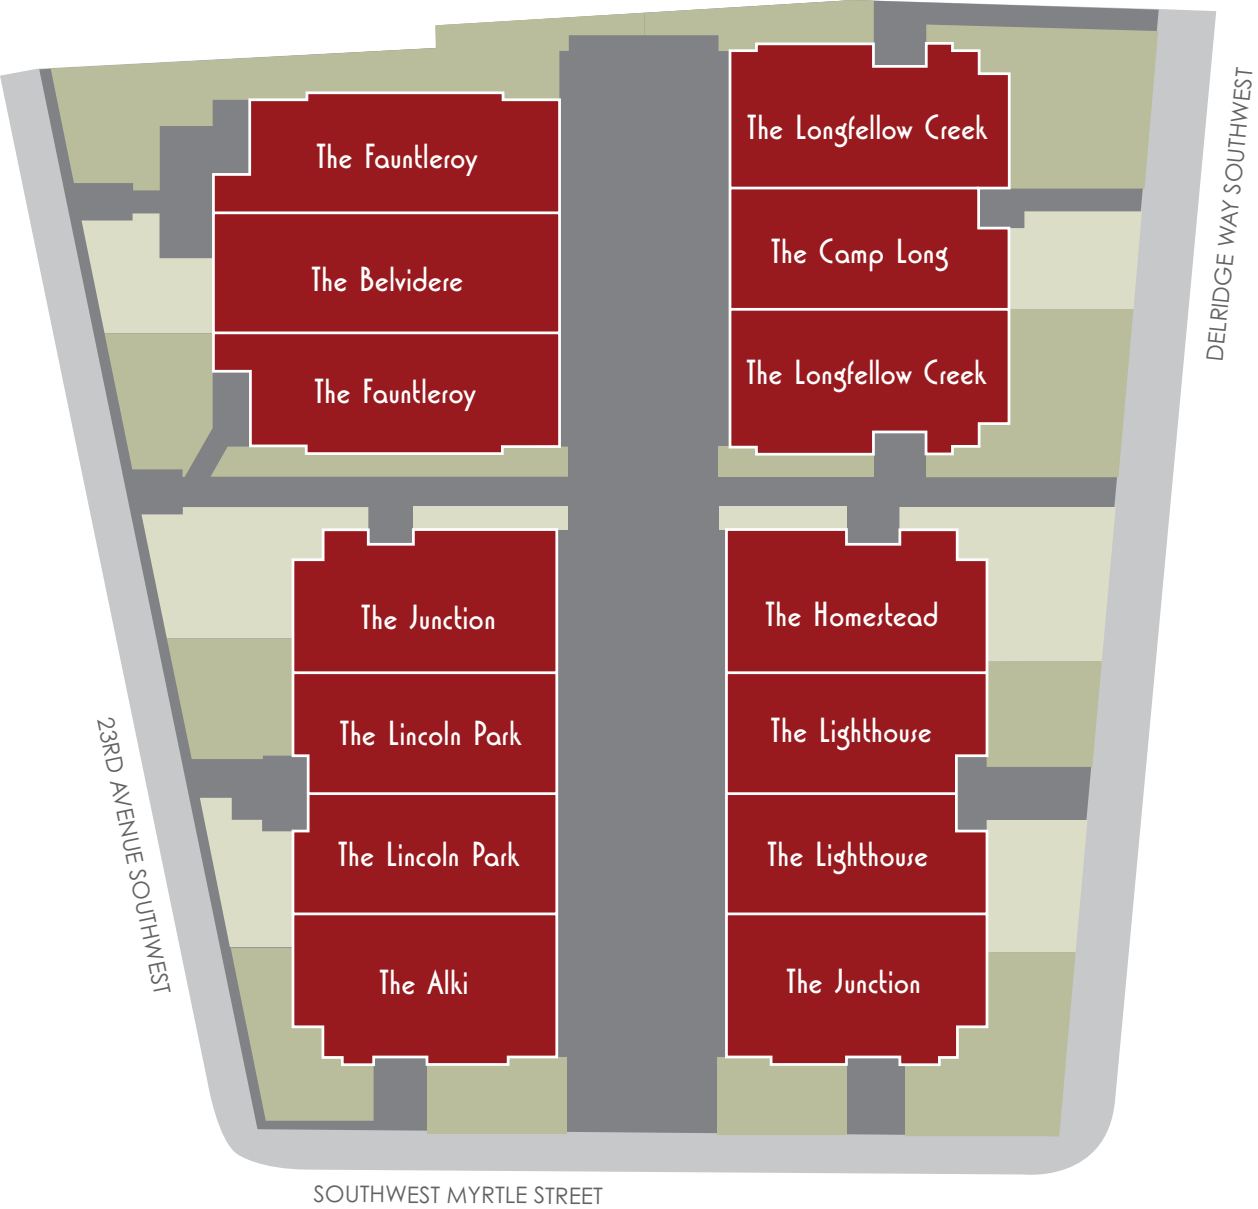 The Longfellow Creek
The Fauntleroy
The Camp Long
The Belvidere
The Longfellow Creek
The Fauntleroy
The Junction
The Homestead
The Lincoln Park
The Lighthouse
The Lincoln Park
The Lighthouse
The Alki
The Junction
DELRIDGE WAY SOUTHWEST
23RD AVENUE SOUTHWEST
SOUTHWEST MYRTLE STREET